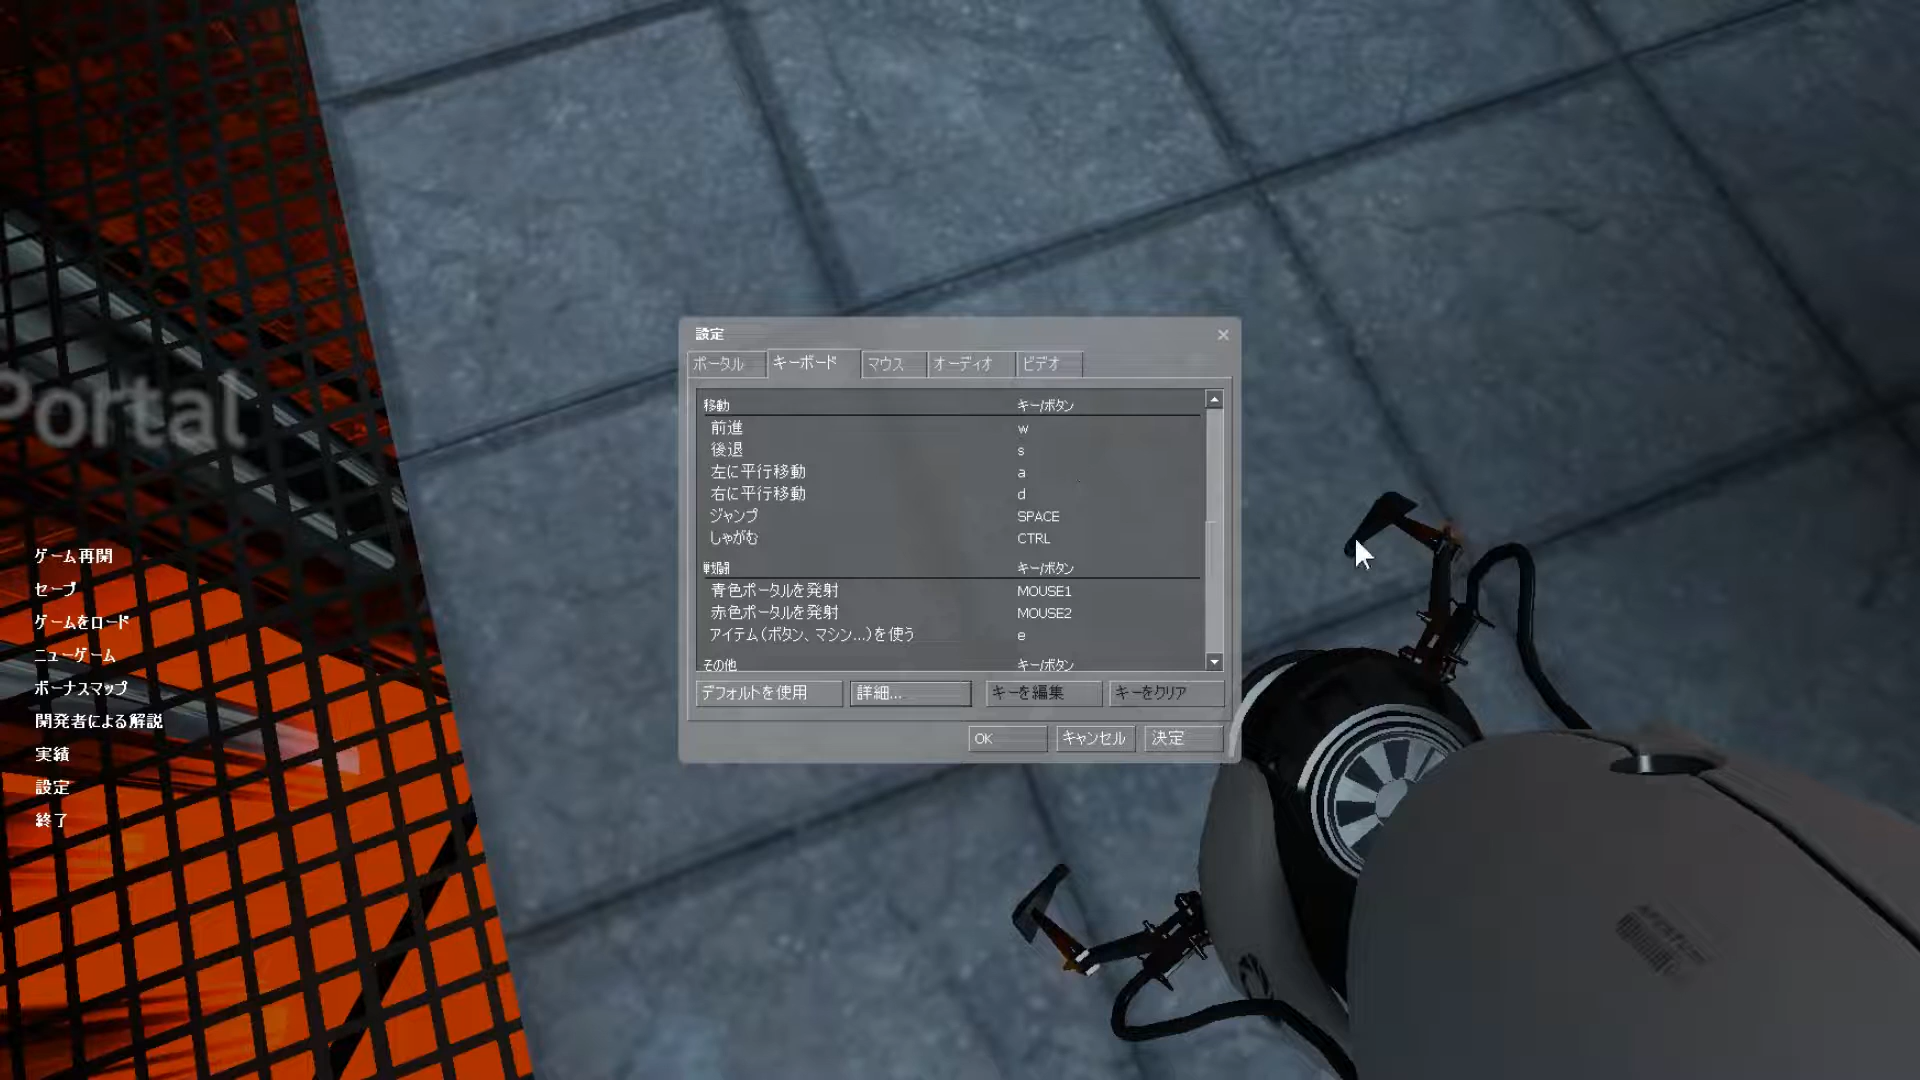 設定
ポータル キーボード マウス オーディオ ビデオ
移動 キー/ボタン
前進 w
後退 s
左に平行移動 a
右に平行移動 d
ジャンプ SPACE
しゃがむ CTRL
戦闘 キー/ボタン
青色ポータルを発射 MOUSE1
赤色ポータルを発射 MOUSE2
アイテム(ボタン、マシン...)を使う e
その他 キー/ボタン
デフォルトを使用 詳細... キーを編集 キーをクリア
OK キャンセル 決定
Portal
ゲーム再開
セーブ
ゲームをロード
ニューゲーム
ボーナスマップ
開発者による解説
実績
設定
終了